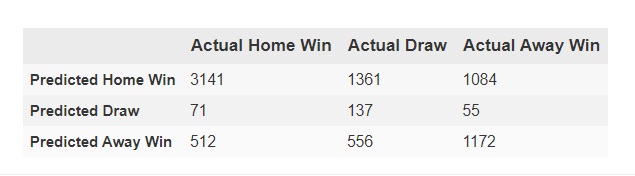 Actual Home Win Actual Draw Actual Away Win
Predicted Home Win 3141 1361 1084
Predicted Draw 71 137 55
Predicted Away Win 512 556 1172